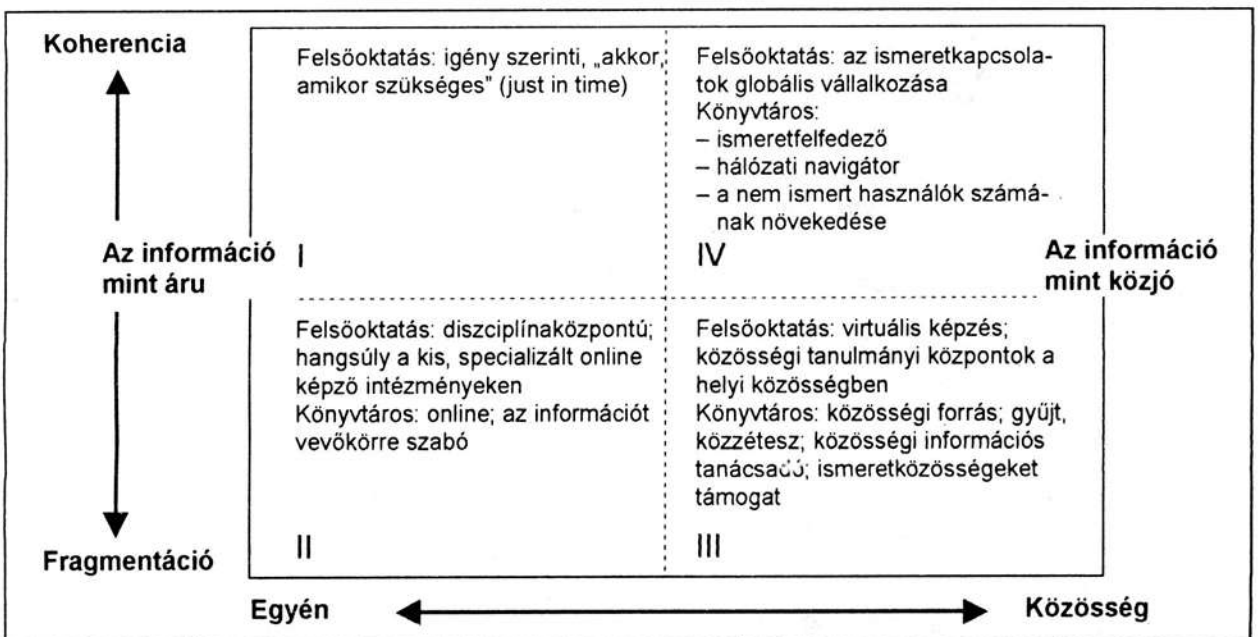 Koherencia
Felsőoktatás: igény szerinti, „akkor,
amikor szükséges" (just in time)
I
Felsőoktatás: az ismeretkapcsola-
tok globális vállalkozása
Könyvtáros:
– ismeretfelfedező
– hálózati navigátor
– a nem ismert használók számá-
nak növekedése
IV
Az információ
mint áru
Az információ
mint közjó
Felsőoktatás: diszciplínaközpontú;
hangsúly a kis, specializált online
képző intézményeken
Könyvtáros: online; az információt
vevőkörre szabó
II
Felsőoktatás: virtuális képzés;
közösségi tanulmányi központok a
helyi közösségben
Könyvtáros: közösségi forrás; gyűjt,
közzétesz; közösségi információs
tanácsadó; ismeretközösségeket
támogat
III
Fragmentáció
Egyén
Közösség